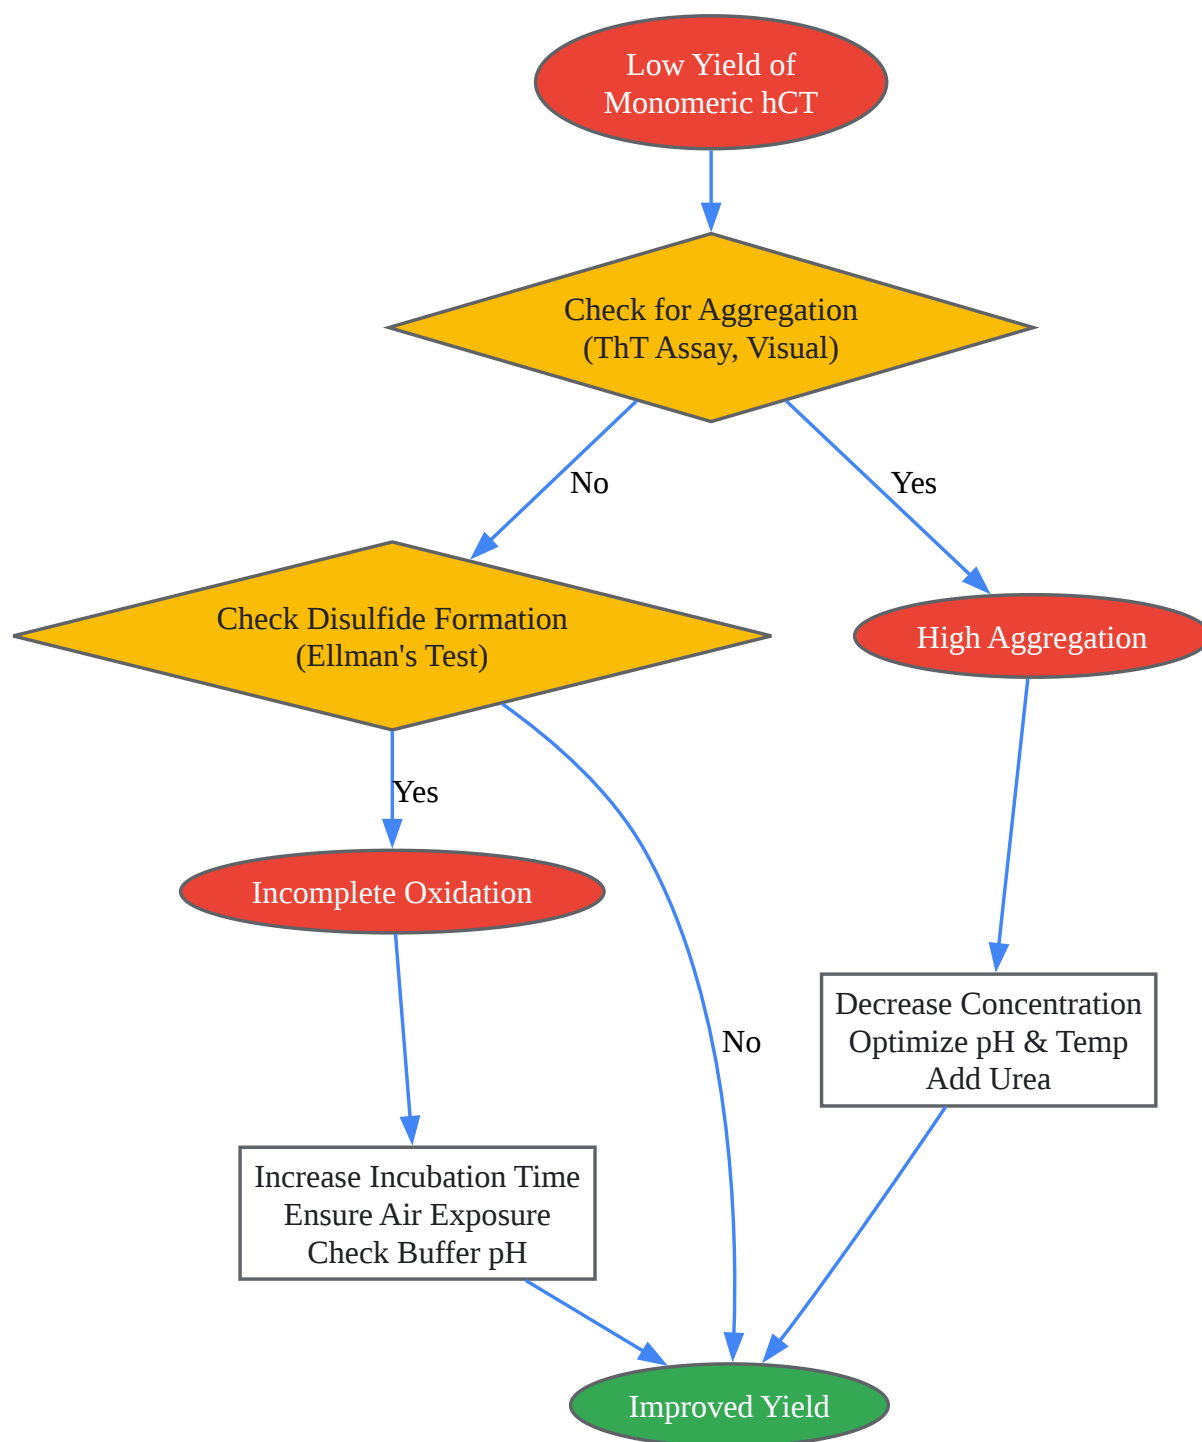 Low Yield of
Monomeric hCT
Check for Aggregation
(ThT Assay, Visual)
No
Yes
Check Disulfide Formation
(Ellman's Test)
High Aggregation
Yes
Incomplete Oxidation
Decrease Concentration
Optimize pH & Temp
Add Urea
No
Increase Incubation Time
Ensure Air Exposure
Check Buffer pH
Improved Yield